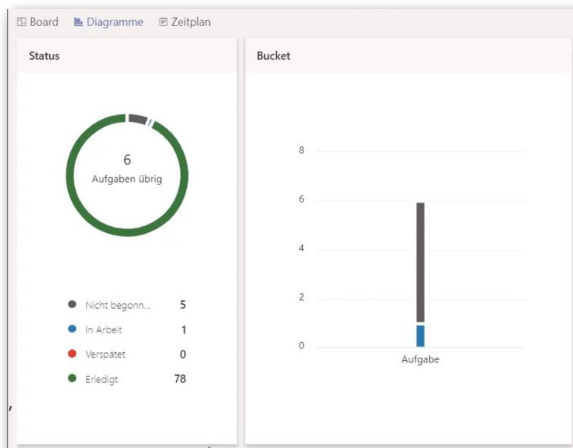 Board Diagramme Zeitplan
Status
6
Aufgaben übrig
Nicht begonn... 5
In Arbeit 1
Verspätet 0
Erledigt 78
Bucket
8
6
4
2
0
Aufgabe
,